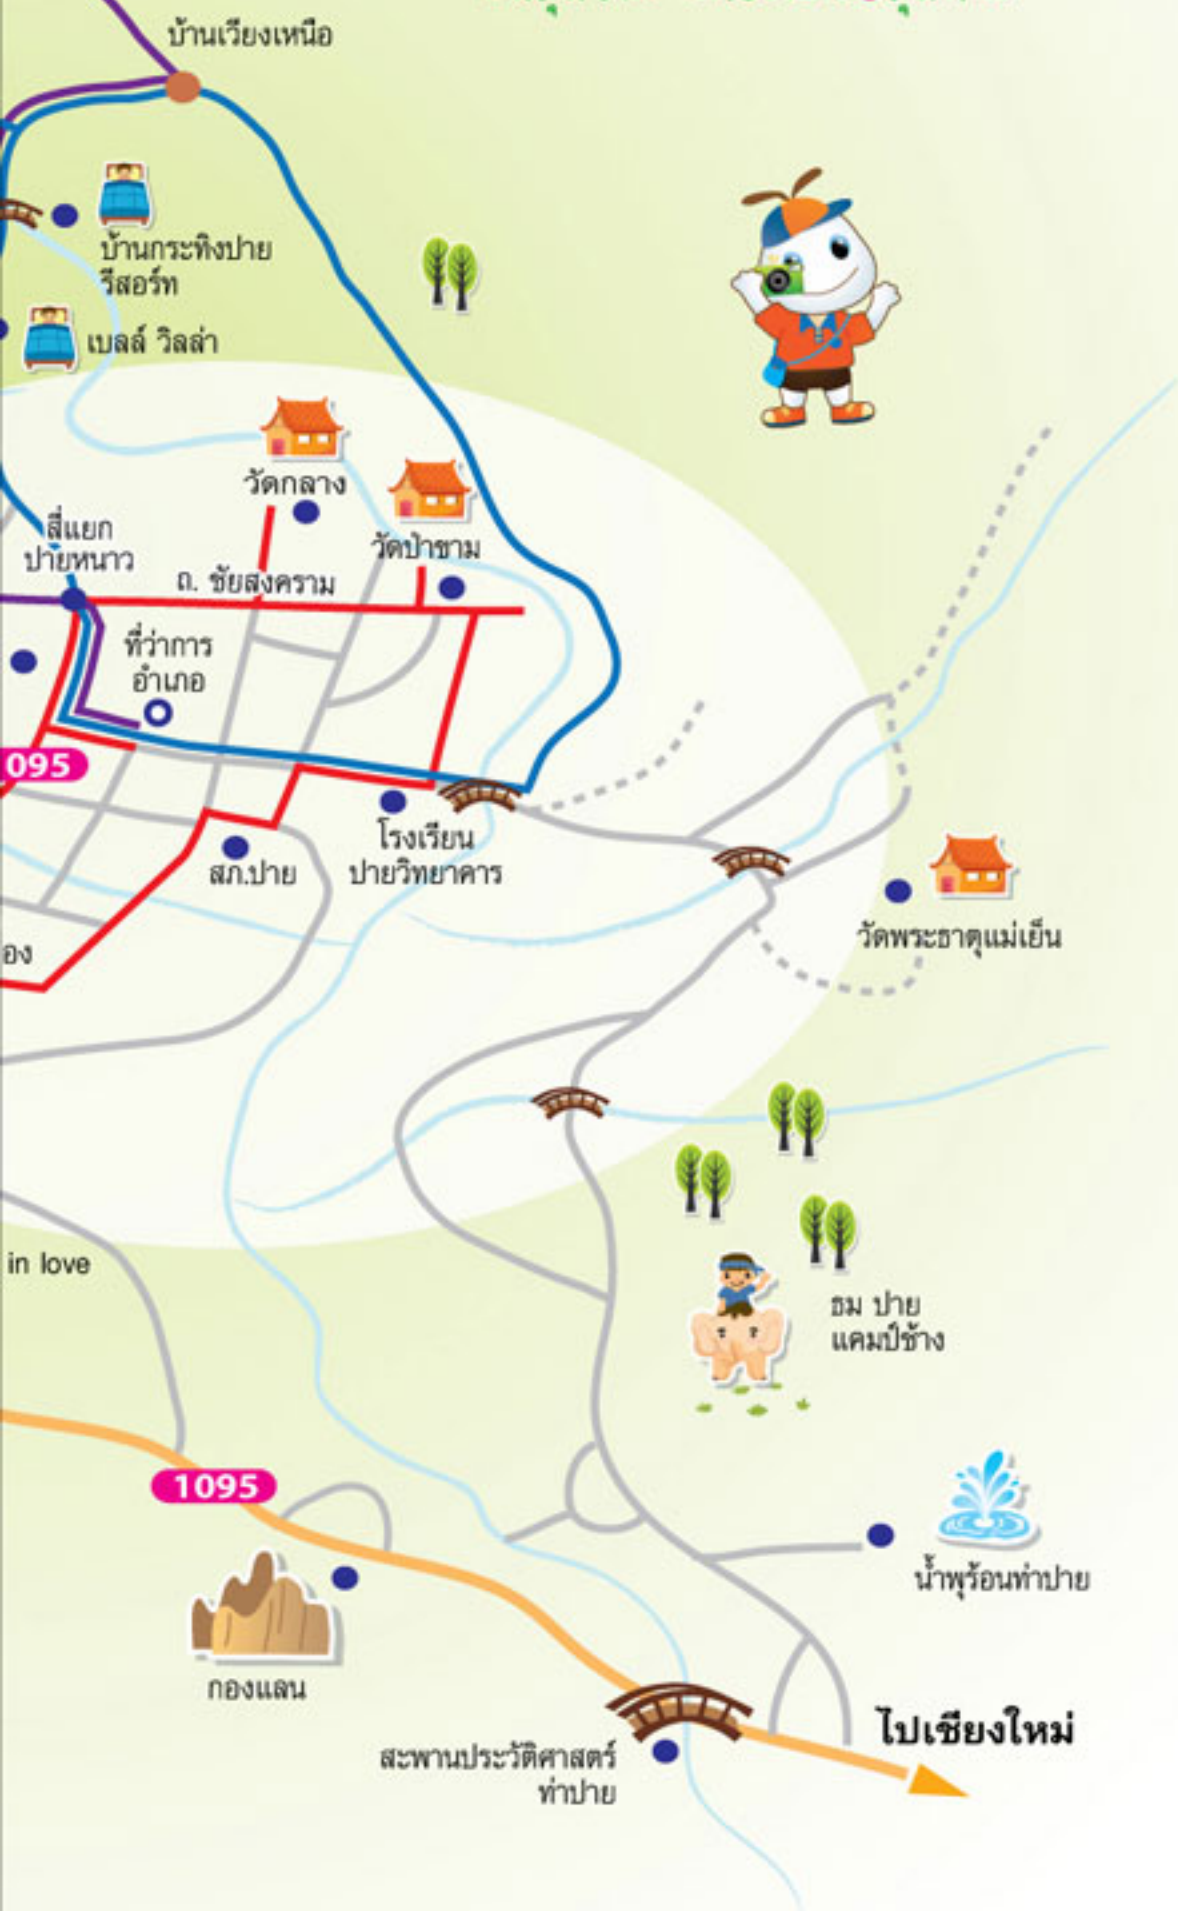 บ้านเวียงเหนือ
บ้านกระทิงปาย
รีสอร์ท
เบลล์ วิลล่า
วัดกลาง
วัดป่าขาม
สี่แยก
ปายหนาว
ถ. ชัยสงคราม
ที่ว่าการ
อำเภอ
095
โรงเรียน
ปายวิทยาคาร
สภ.ปาย
วัดพระธาตุแม่เย็น
อง
in love
ธม ปาย
แคมป์ช้าง
1095
น้ำพุร้อนท่าปาย
กองแลน
ไปเชียงใหม่
สะพานประวัติศาสตร์
ท่าปาย